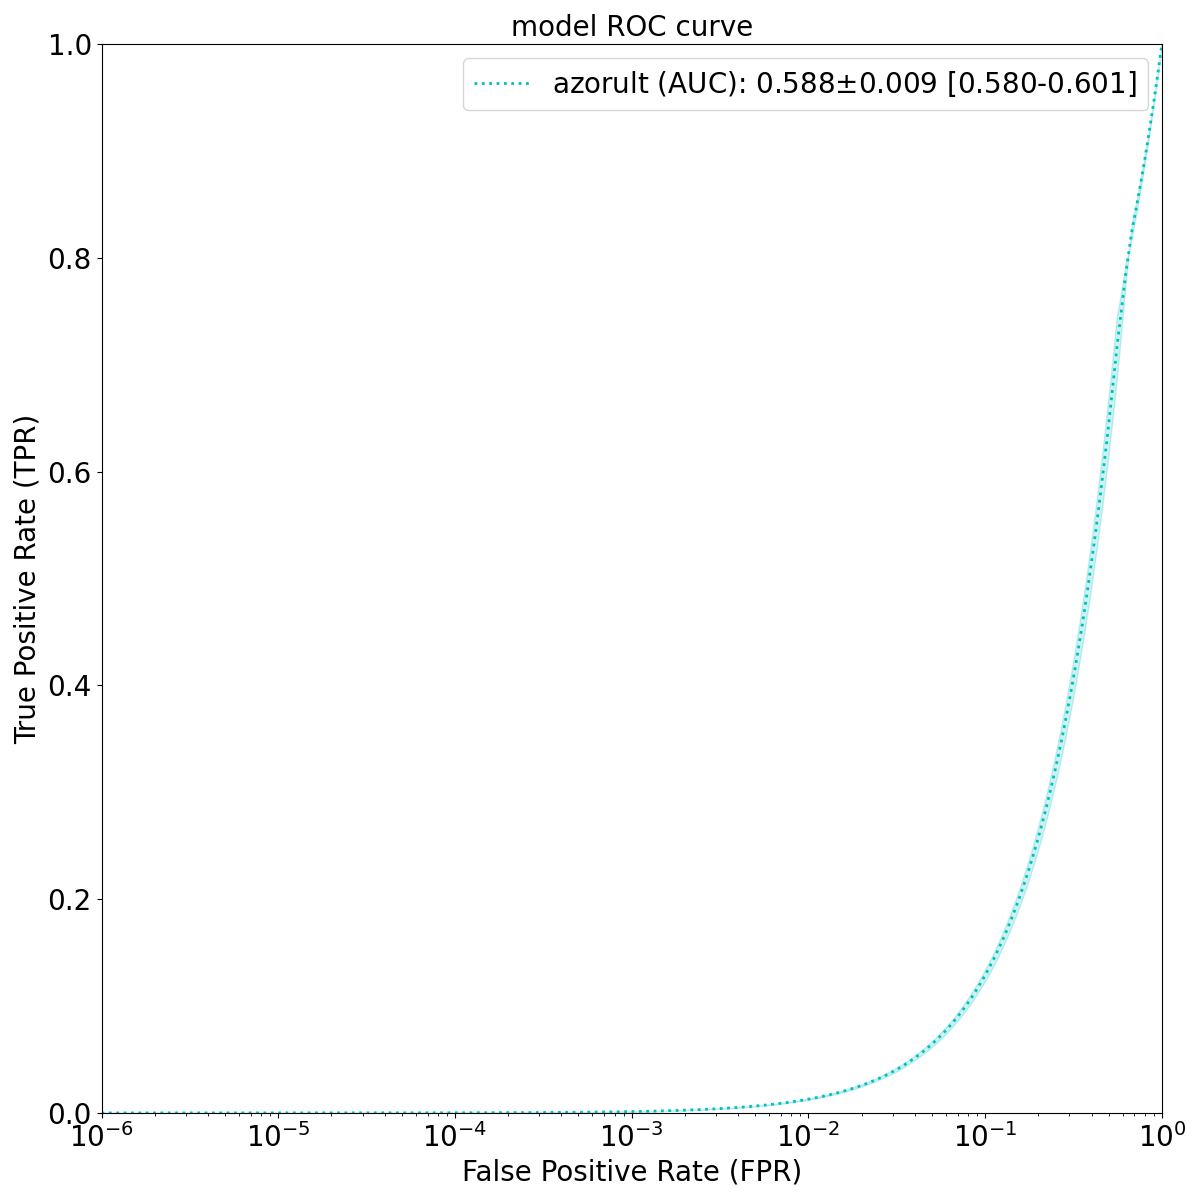 model ROC curve
azorult (AUC): 0.588±0.009 [0.580-0.601]
1.0
0.8
0.6
0.4
0.2
0.0
True Positive Rate (TPR)
10⁻⁶ 10⁻⁵ 10⁻⁴ 10⁻³ 10⁻² 10⁻¹ 10⁰
False Positive Rate (FPR)